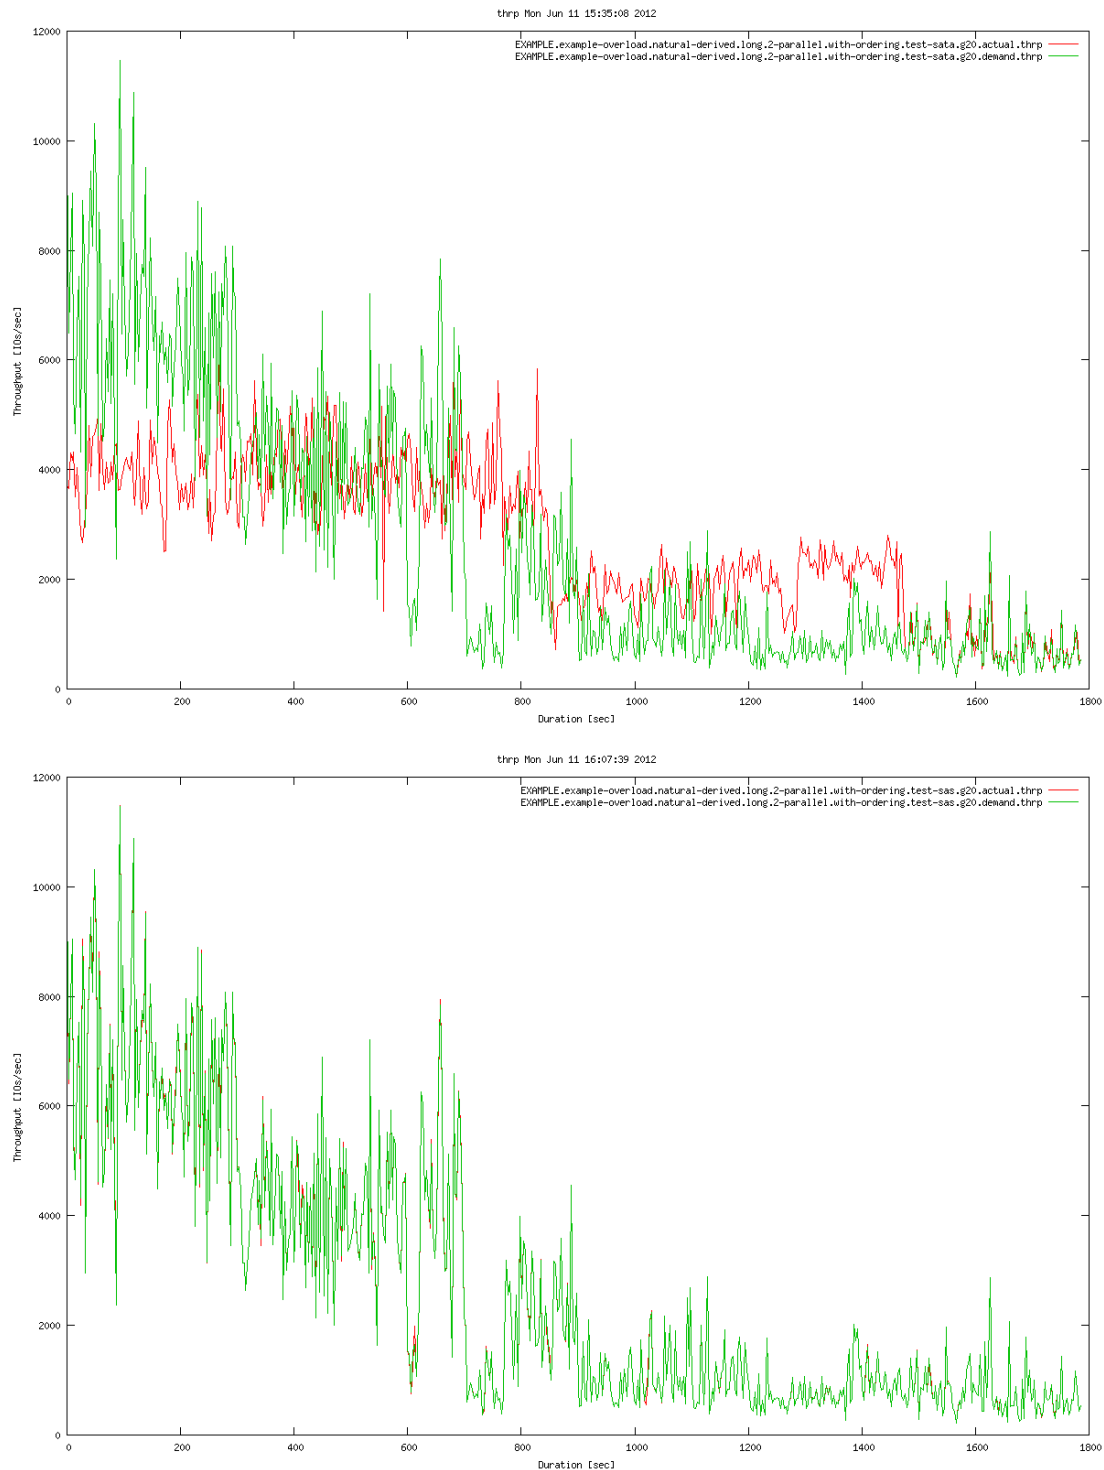 thrp Mon Jun 11 15:35:08 2012
EXAMPLE.example-overload.natural-derived.long.2-parallel.with-ordering.test-sata.g20.actual.thrp
EXAMPLE.example-overload.natural-derived.long.2-parallel.with-ordering.test-sata.g20.demand.thrp
12000
10000
8000
6000
4000
2000
0
Throughput [IOs/sec]
0 200 400 600 800 1000 1200 1400 1600 1800
Duration [sec]
thrp Mon Jun 11 16:07:39 2012
EXAMPLE.example-overload.natural-derived.long.2-parallel.with-ordering.test-sas.g20.actual.thrp
EXAMPLE.example-overload.natural-derived.long.2-parallel.with-ordering.test-sas.g20.demand.thrp
12000
10000
8000
6000
4000
2000
0
Throughput [IOs/sec]
0 200 400 600 800 1000 1200 1400 1600 1800
Duration [sec]